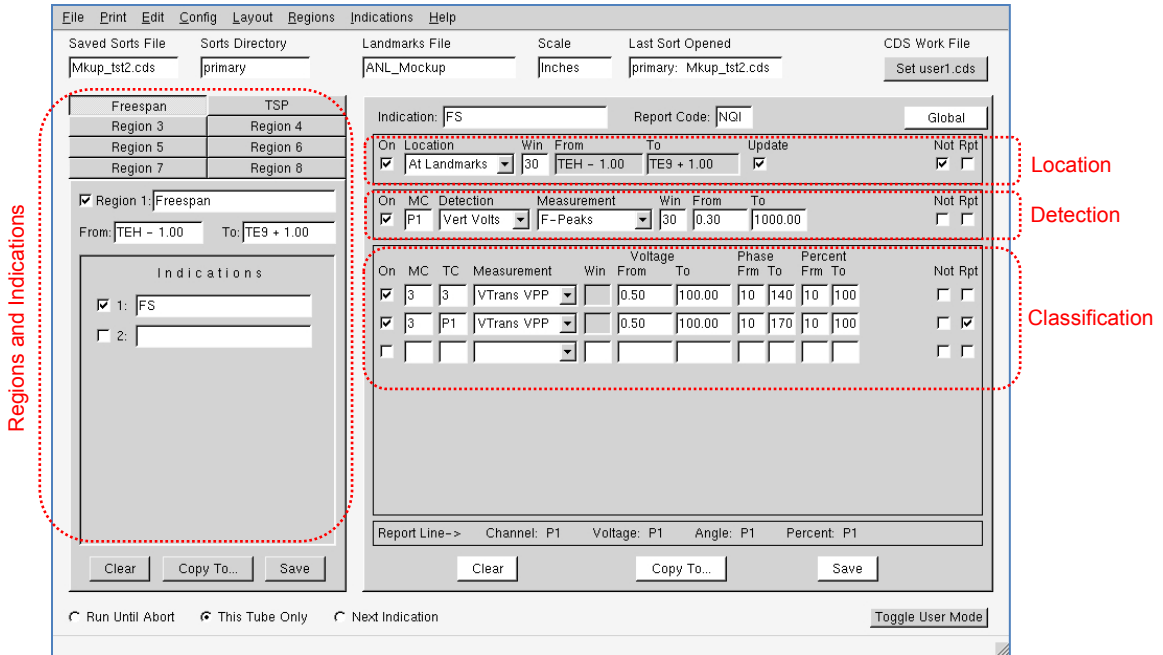 File Print Edit Config Layout Regions Indications Help
Saved Sorts File Sorts Directory Landmarks File Scale Last Sort Opened CDS Work File
Mkup_tst2.cds primary ANL_Mockup Inches primary: Mkup_tst2.cds Set user1.cds
Freespan TSP
Region 3 Region 4
Region 5 Region 6
Region 7 Region 8
Region 1: Freespan
From: TEH - 1.00 To: TE9 + 1.00
Indications
1: FS
2:
Clear Copy To... Save
Regions and Indications
Indication: FS Report Code: NQI Global
On Location Win From To Update Not Rpt
At Landmarks 30 TEH - 1.00 TE9 + 1.00
Location
On MC Detection Measurement Win From To Not Rpt
P1 Vert Volts F-Peaks 30 0.30 1000.00
Detection
Voltage Phase Percent
On MC TC Measurement Win From To Frm To Frm To Not Rpt
3 3 VTrans VPP 0.50 100.00 10 140 10 100
3 P1 VTrans VPP 0.50 100.00 10 170 10 100
Classification
Report Line-> Channel: P1 Voltage: P1 Angle: P1 Percent: P1
Clear Copy To... Save
Run Until Abort This Tube Only Next Indication Toggle User Mode